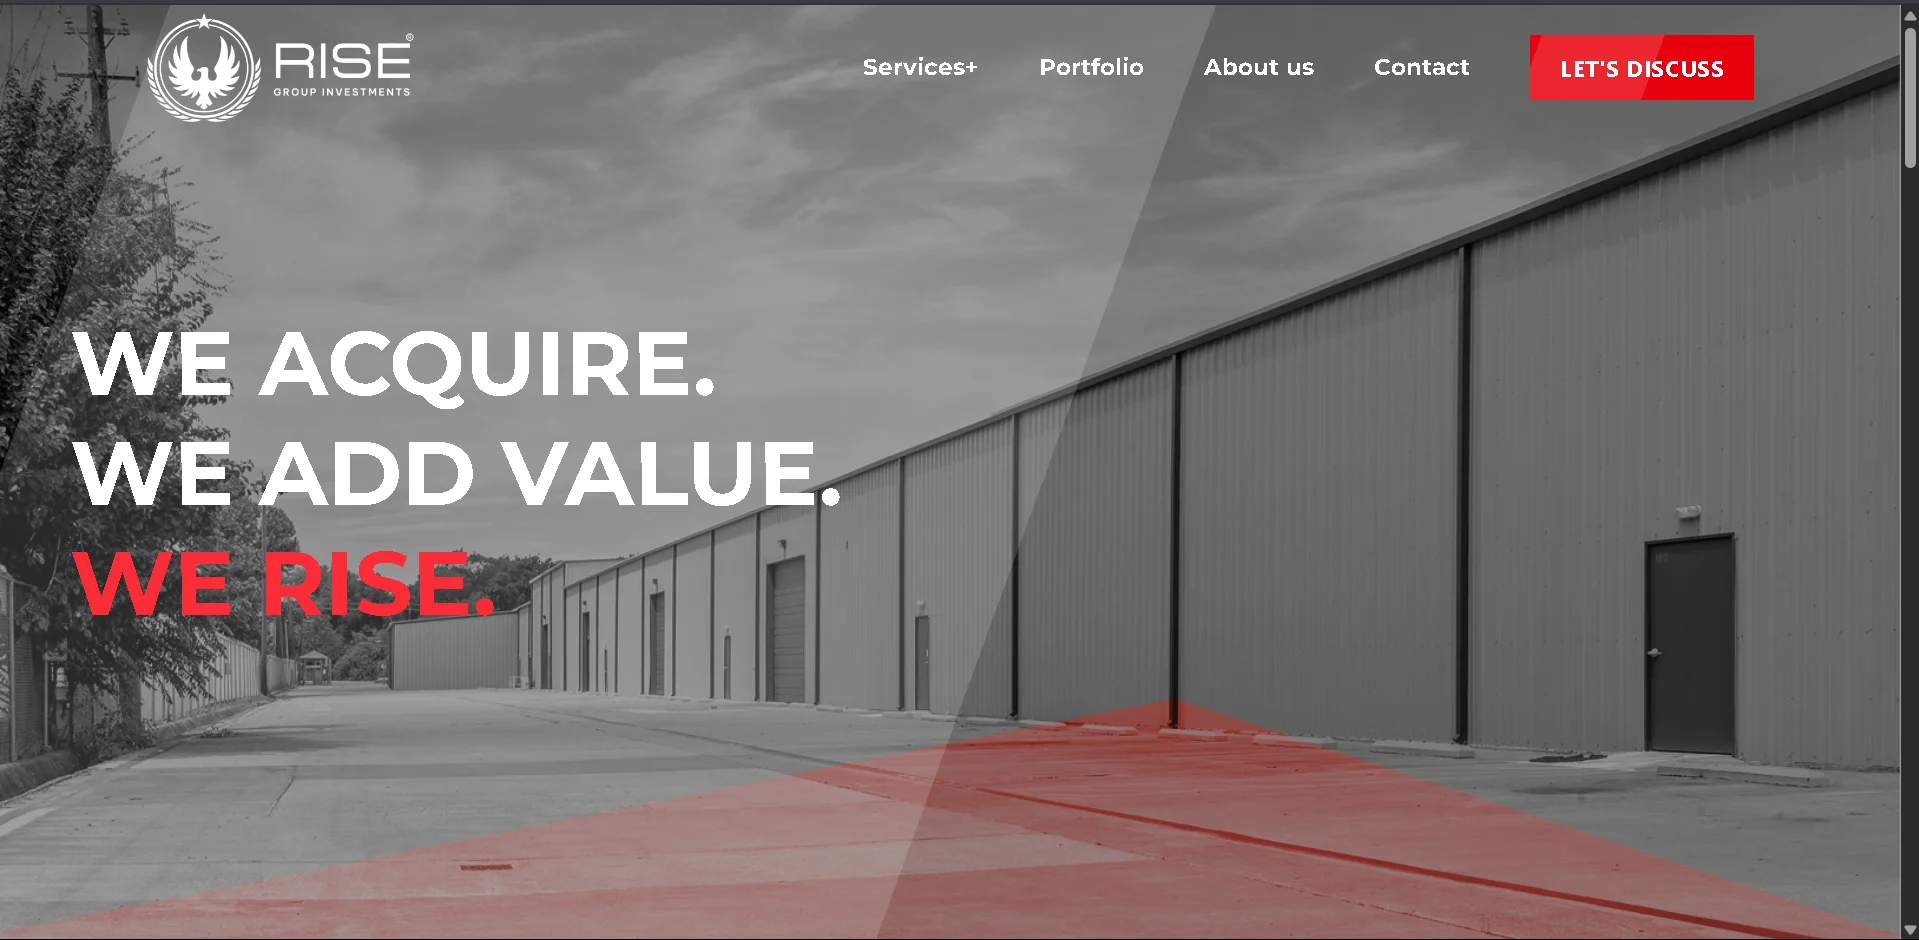 RISE®
GROUP INVESTMENTS
Services+
Portfolio
About us
Contact
LET'S DISCUSS
WE ACQUIRE.
WE ADD VALUE.
WE RISE.